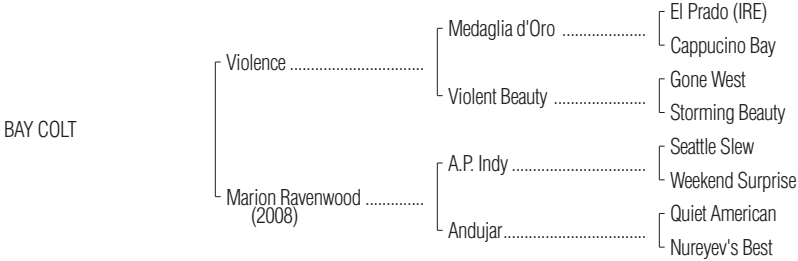 El Prado (IRE)
Medaglia d'Oro ....................
Cappucino Bay
Violence ................................
Gone West
Violent Beauty ......................
Storming Beauty
BAY COLT
Seattle Slew
A.P. Indy ................................
Weekend Surprise
Marion Ravenwood ..............
(2008)
Quiet American
Andujar..................................
Nureyev's Best